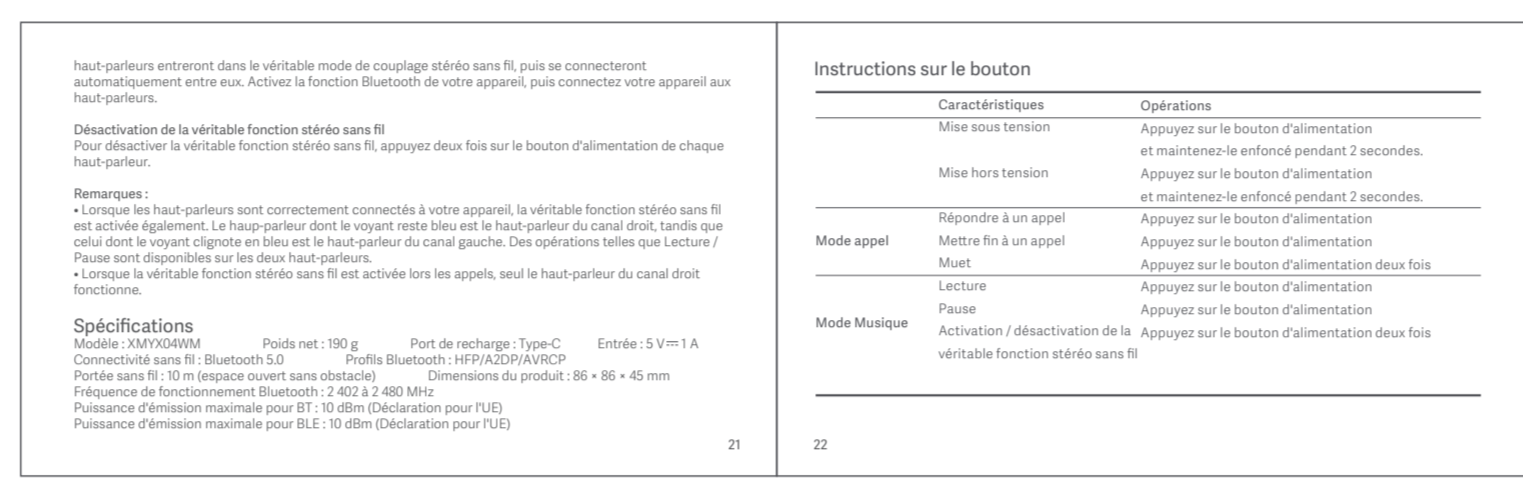 haut-parleurs entreront dans le véritable mode de couplage stéréo sans fil, puis se connecteront
automatiquement entre eux. Activez la fonction Bluetooth de votre appareil, puis connectez votre appareil aux
haut-parleurs.
Désactivation de la véritable fonction stéréo sans fil
Pour désactiver la véritable fonction stéréo sans fil, appuyez deux fois sur le bouton d'alimentation de chaque
haut-parleur.
Remarques :
• Lorsque les haut-parleurs sont correctement connectés à votre appareil, la véritable fonction stéréo sans fil
est activée également. Le haup-parleur dont le voyant reste bleu est le haut-parleur du canal droit, tandis que
celui dont le voyant clignote en bleu est le haut-parleur du canal gauche. Des opérations telles que Lecture /
Pause sont disponibles sur les deux haut-parleurs.
• Lorsque la véritable fonction stéréo sans fil est activée lors les appels, seul le haut-parleur du canal droit
fonctionne.
Spécifications
Modèle : XMYX04WM Poids net : 190 g Port de recharge : Type-C Entrée : 5 V⎓1 A
Connectivité sans fil : Bluetooth 5.0 Profils Bluetooth : HFP/A2DP/AVRCP
Portée sans fil : 10 m (espace ouvert sans obstacle) Dimensions du produit : 86 × 86 × 45 mm
Fréquence de fonctionnement Bluetooth : 2 402 à 2 480 MHz
Puissance d'émission maximale pour BT : 10 dBm (Déclaration pour l'UE)
Puissance d'émission maximale pour BLE : 10 dBm (Déclaration pour l'UE)
21
Instructions sur le bouton
Caractéristiques Opérations
Mise sous tension Appuyez sur le bouton d'alimentation
et maintenez-le enfoncé pendant 2 secondes.
Mise hors tension Appuyez sur le bouton d'alimentation
et maintenez-le enfoncé pendant 2 secondes.
Répondre à un appel Appuyez sur le bouton d'alimentation
Mode appel Mettre fin à un appel Appuyez sur le bouton d'alimentation
Muet Appuyez sur le bouton d'alimentation deux fois
Lecture Appuyez sur le bouton d'alimentation
Pause Appuyez sur le bouton d'alimentation
Mode Musique
Activation / désactivation de la Appuyez sur le bouton d'alimentation deux fois
véritable fonction stéréo sans fil
22